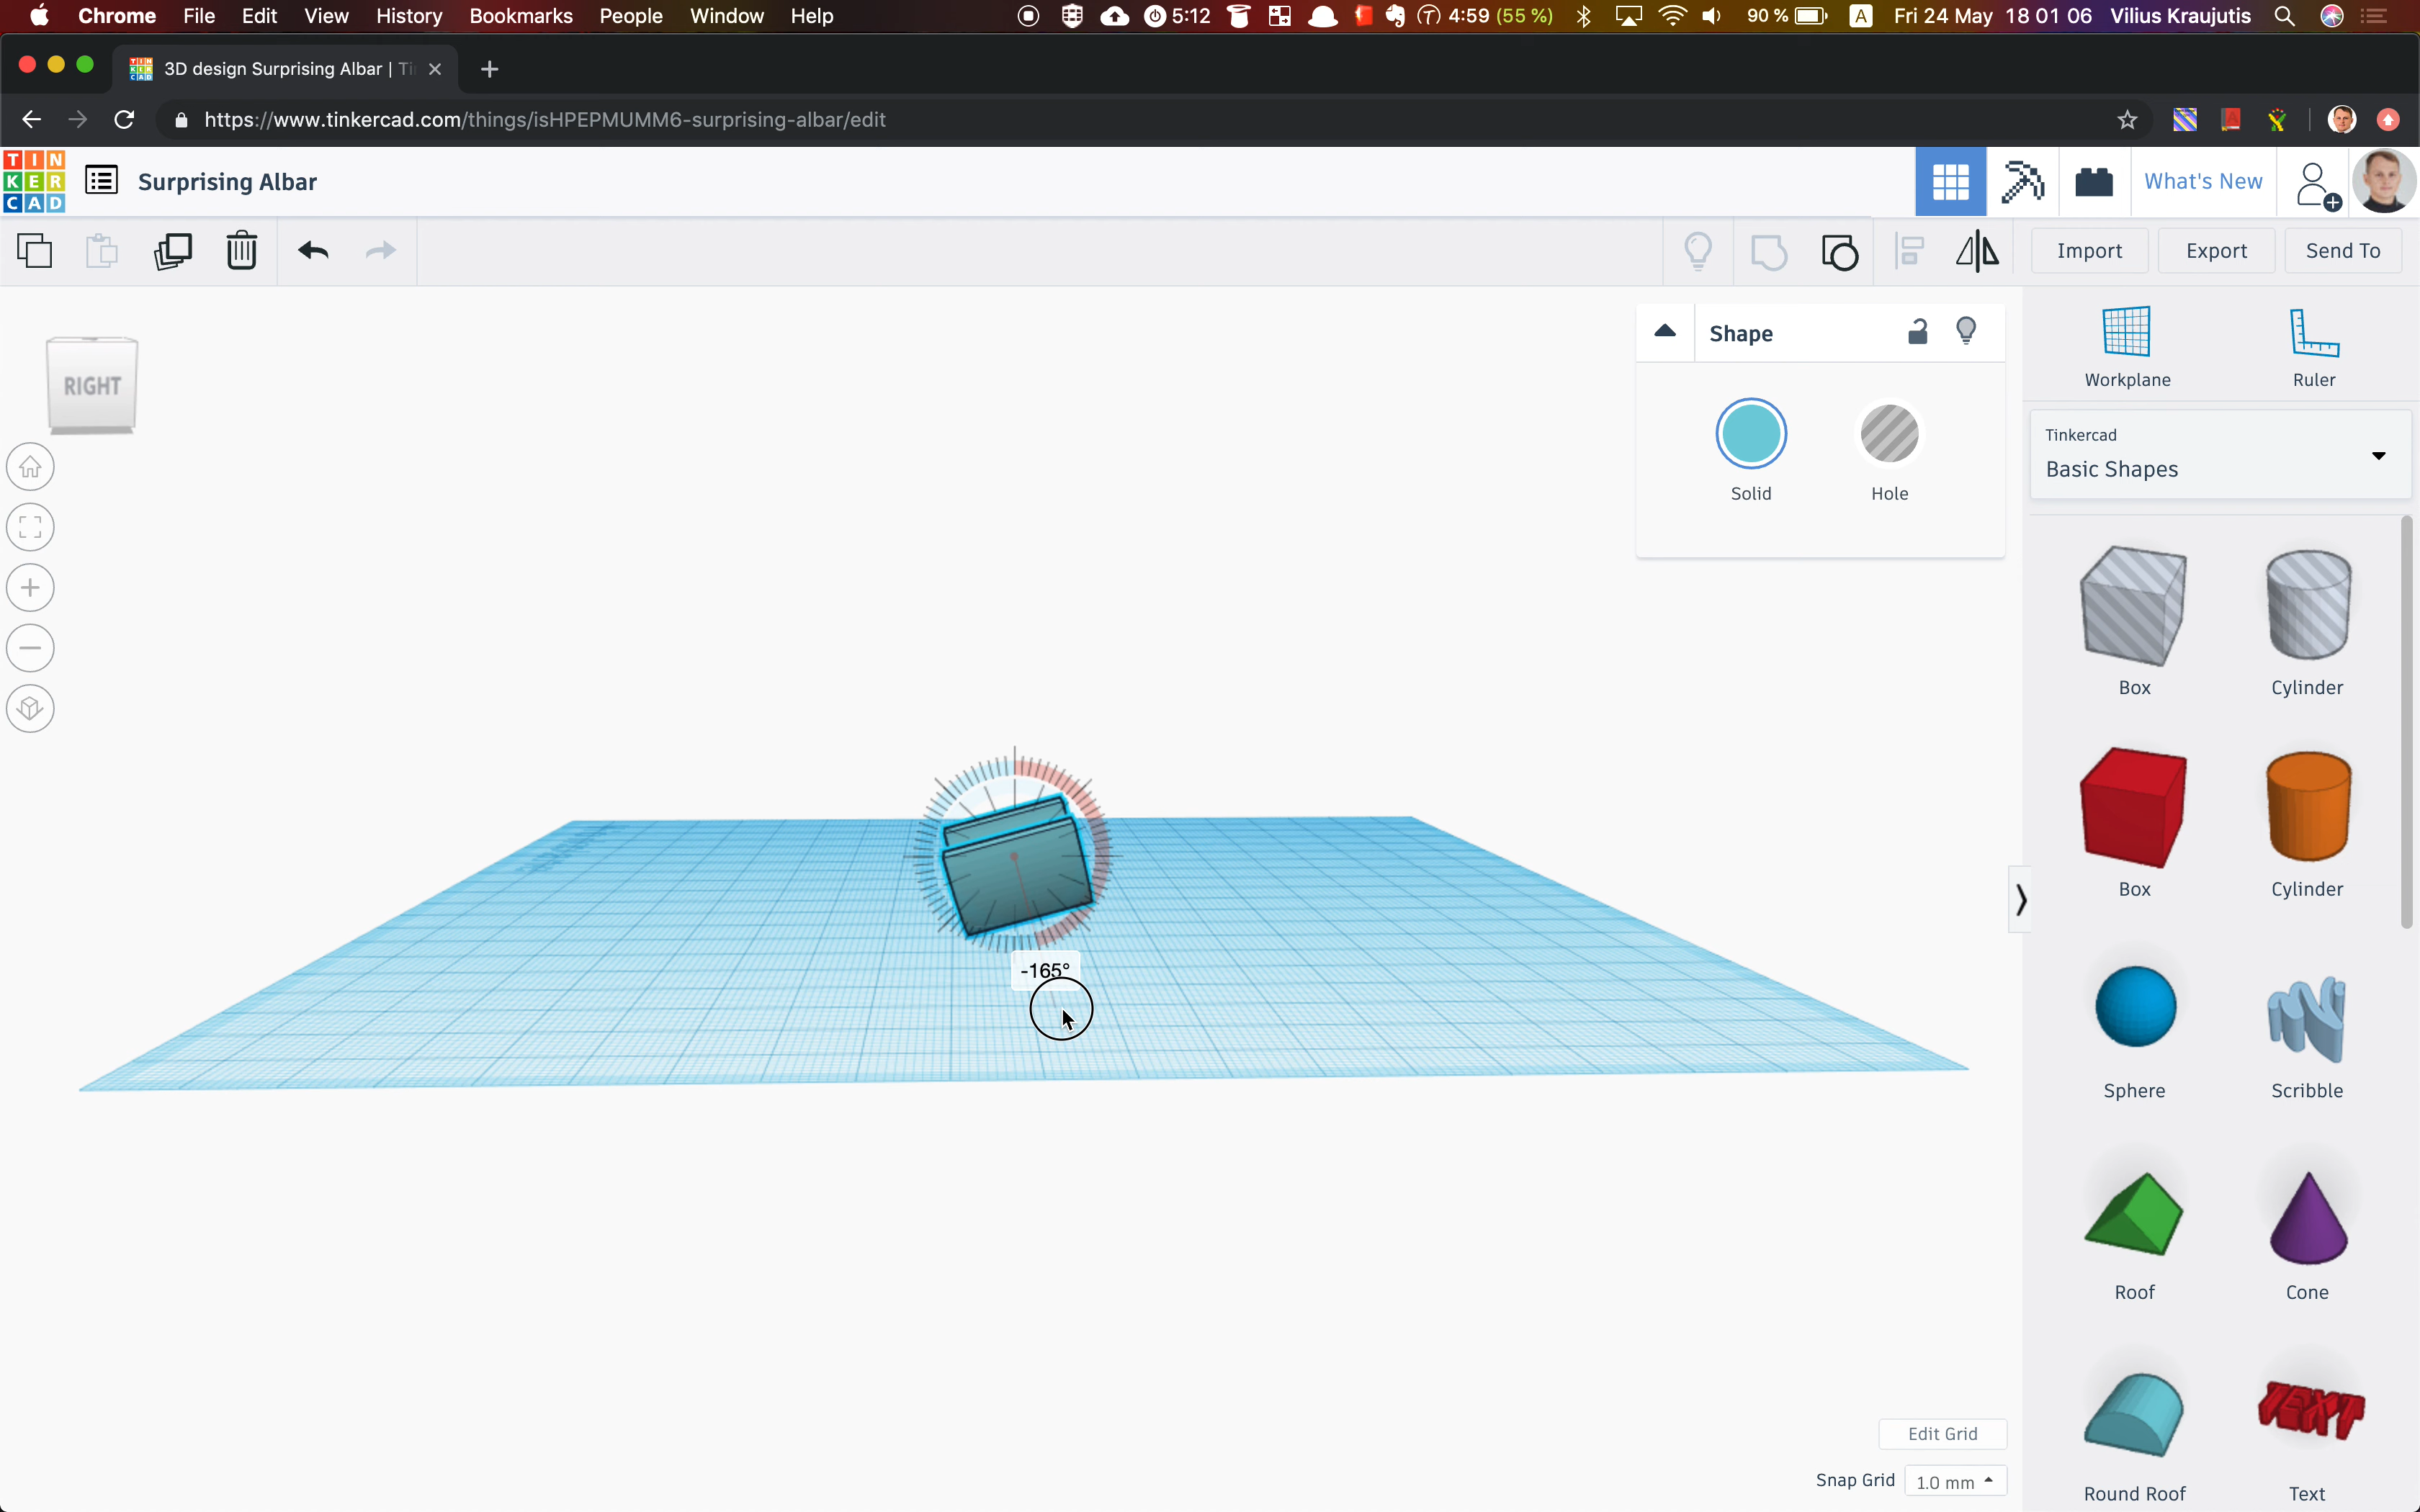 Chrome File Edit View History Bookmarks People Window Help 5:12 4:59 (55 %) 90 % A Fri 24 May 18 01 06 Vilius Kraujutis
3D design Surprising Albar | Ti
https://www.tinkercad.com/things/isHPEPMUMM6-surprising-albar/edit
TIN
KER
CAD
Surprising Albar
What's New
Import Export Send To
RIGHT
Shape
Solid Hole
Workplane Ruler
Tinkercad
Basic Shapes
Box Cylinder
Box Cylinder
-165°
Sphere Scribble
Roof Cone
TEXT
Round Roof Text
Edit Grid
Snap Grid 1.0 mm